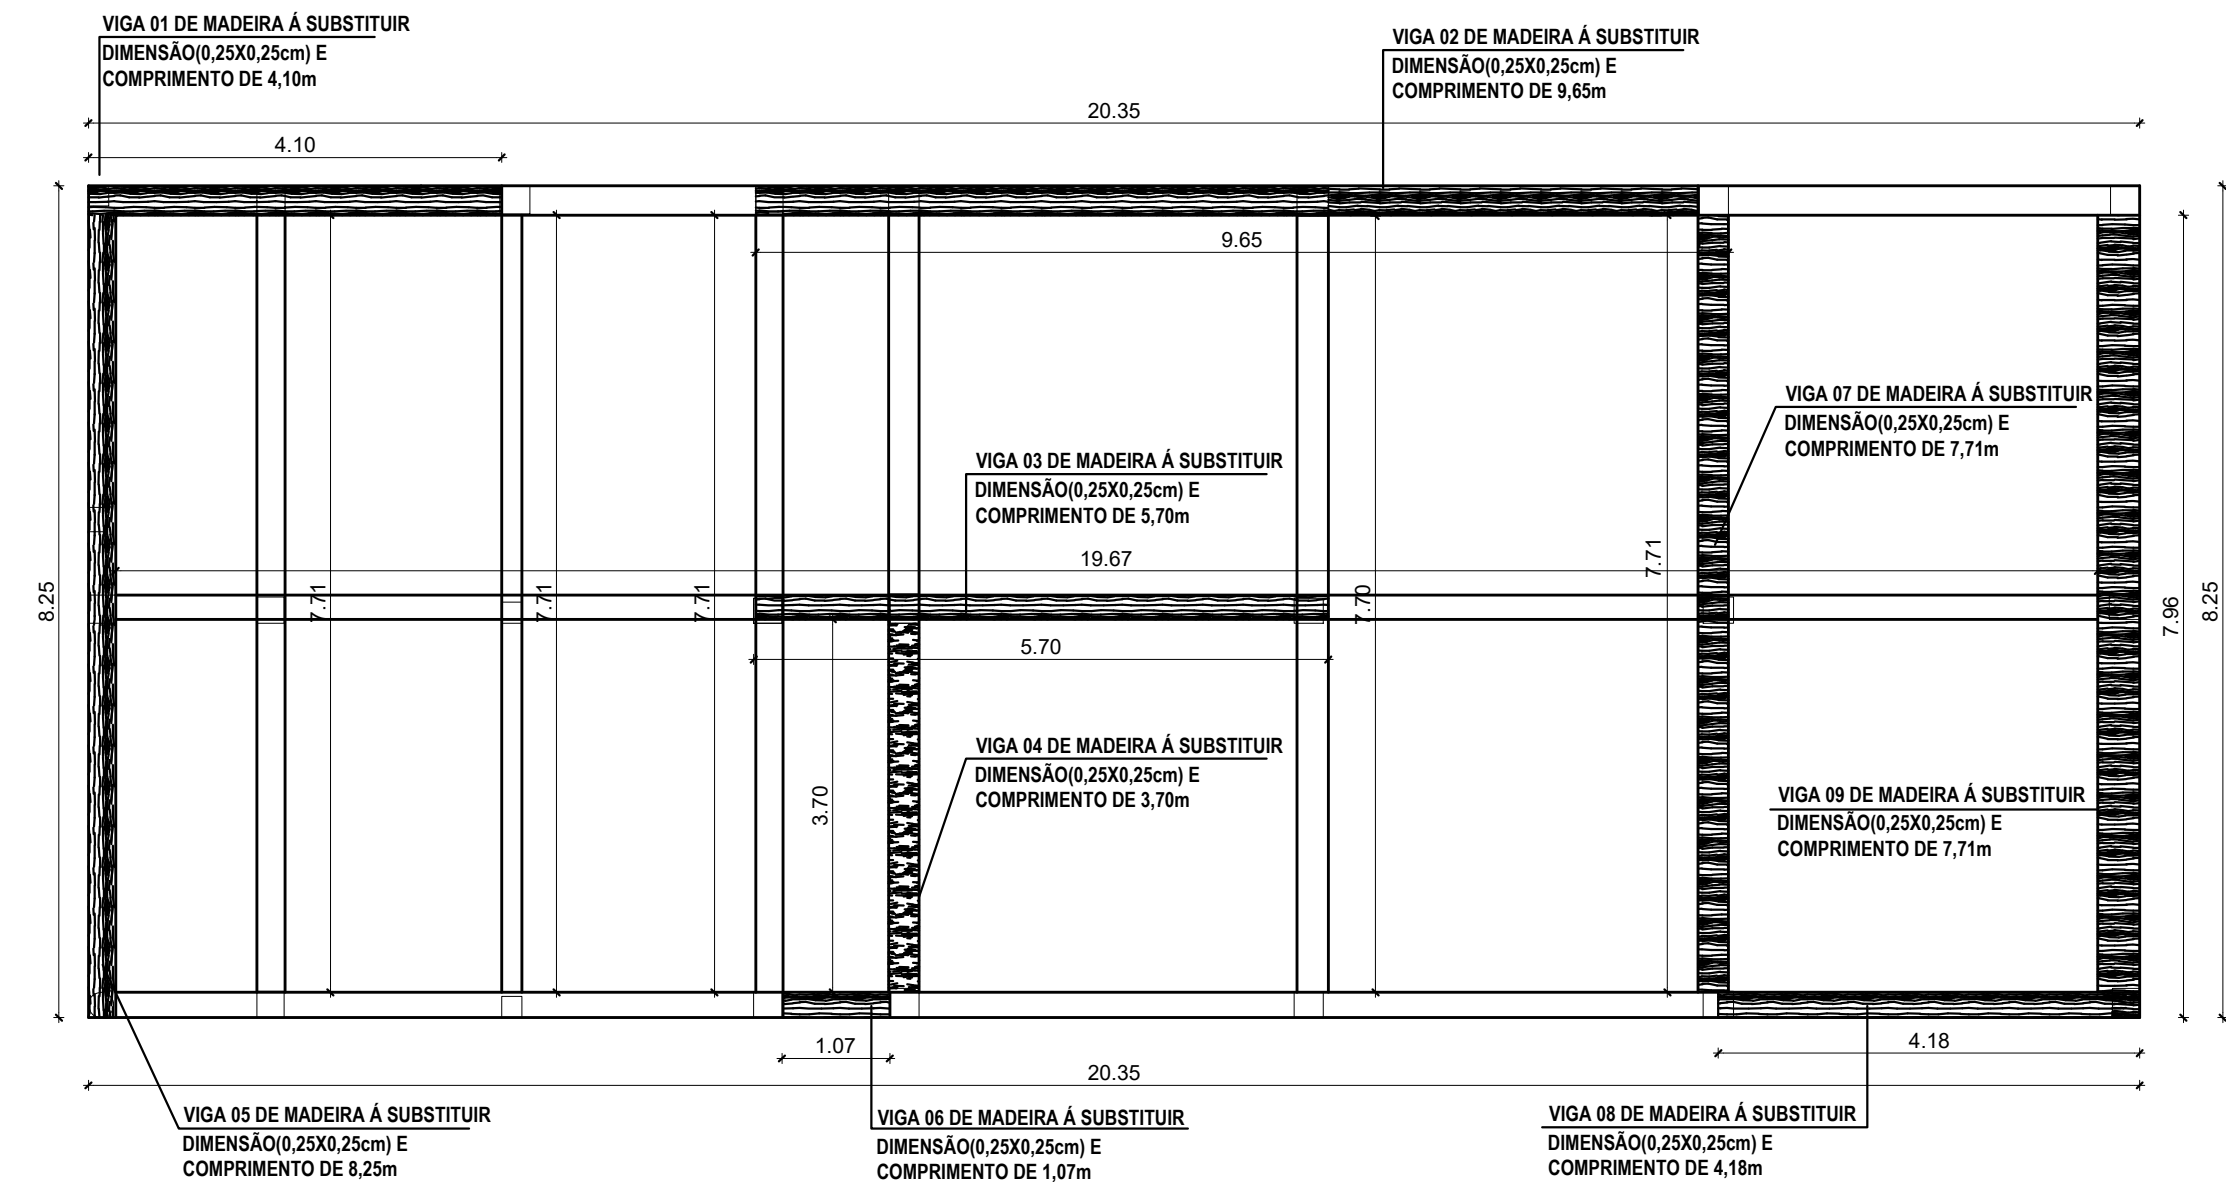 VIGA 01 DE MADEIRA Á SUBSTITUIR
DIMENSÃO(0,25X0,25cm) E
COMPRIMENTO DE 4,10m
VIGA 02 DE MADEIRA Á SUBSTITUIR
DIMENSÃO(0,25X0,25cm) E
COMPRIMENTO DE 9,65m
20.35
4.10
9.65
VIGA 07 DE MADEIRA Á SUBSTITUIR
DIMENSÃO(0,25X0,25cm) E
COMPRIMENTO DE 7,71m
VIGA 03 DE MADEIRA Á SUBSTITUIR
DIMENSÃO(0,25X0,25cm) E
COMPRIMENTO DE 5,70m
19.67
8.25
7.71
7.71
7.71
7.70
7.71
7.96
8.25
5.70
VIGA 04 DE MADEIRA Á SUBSTITUIR
DIMENSÃO(0,25X0,25cm) E
COMPRIMENTO DE 3,70m
3.70
VIGA 09 DE MADEIRA Á SUBSTITUIR
DIMENSÃO(0,25X0,25cm) E
COMPRIMENTO DE 7,71m
1.07
4.18
20.35
VIGA 05 DE MADEIRA Á SUBSTITUIR
DIMENSÃO(0,25X0,25cm) E
COMPRIMENTO DE 8,25m
VIGA 06 DE MADEIRA Á SUBSTITUIR
DIMENSÃO(0,25X0,25cm) E
COMPRIMENTO DE 1,07m
VIGA 08 DE MADEIRA Á SUBSTITUIR
DIMENSÃO(0,25X0,25cm) E
COMPRIMENTO DE 4,18m